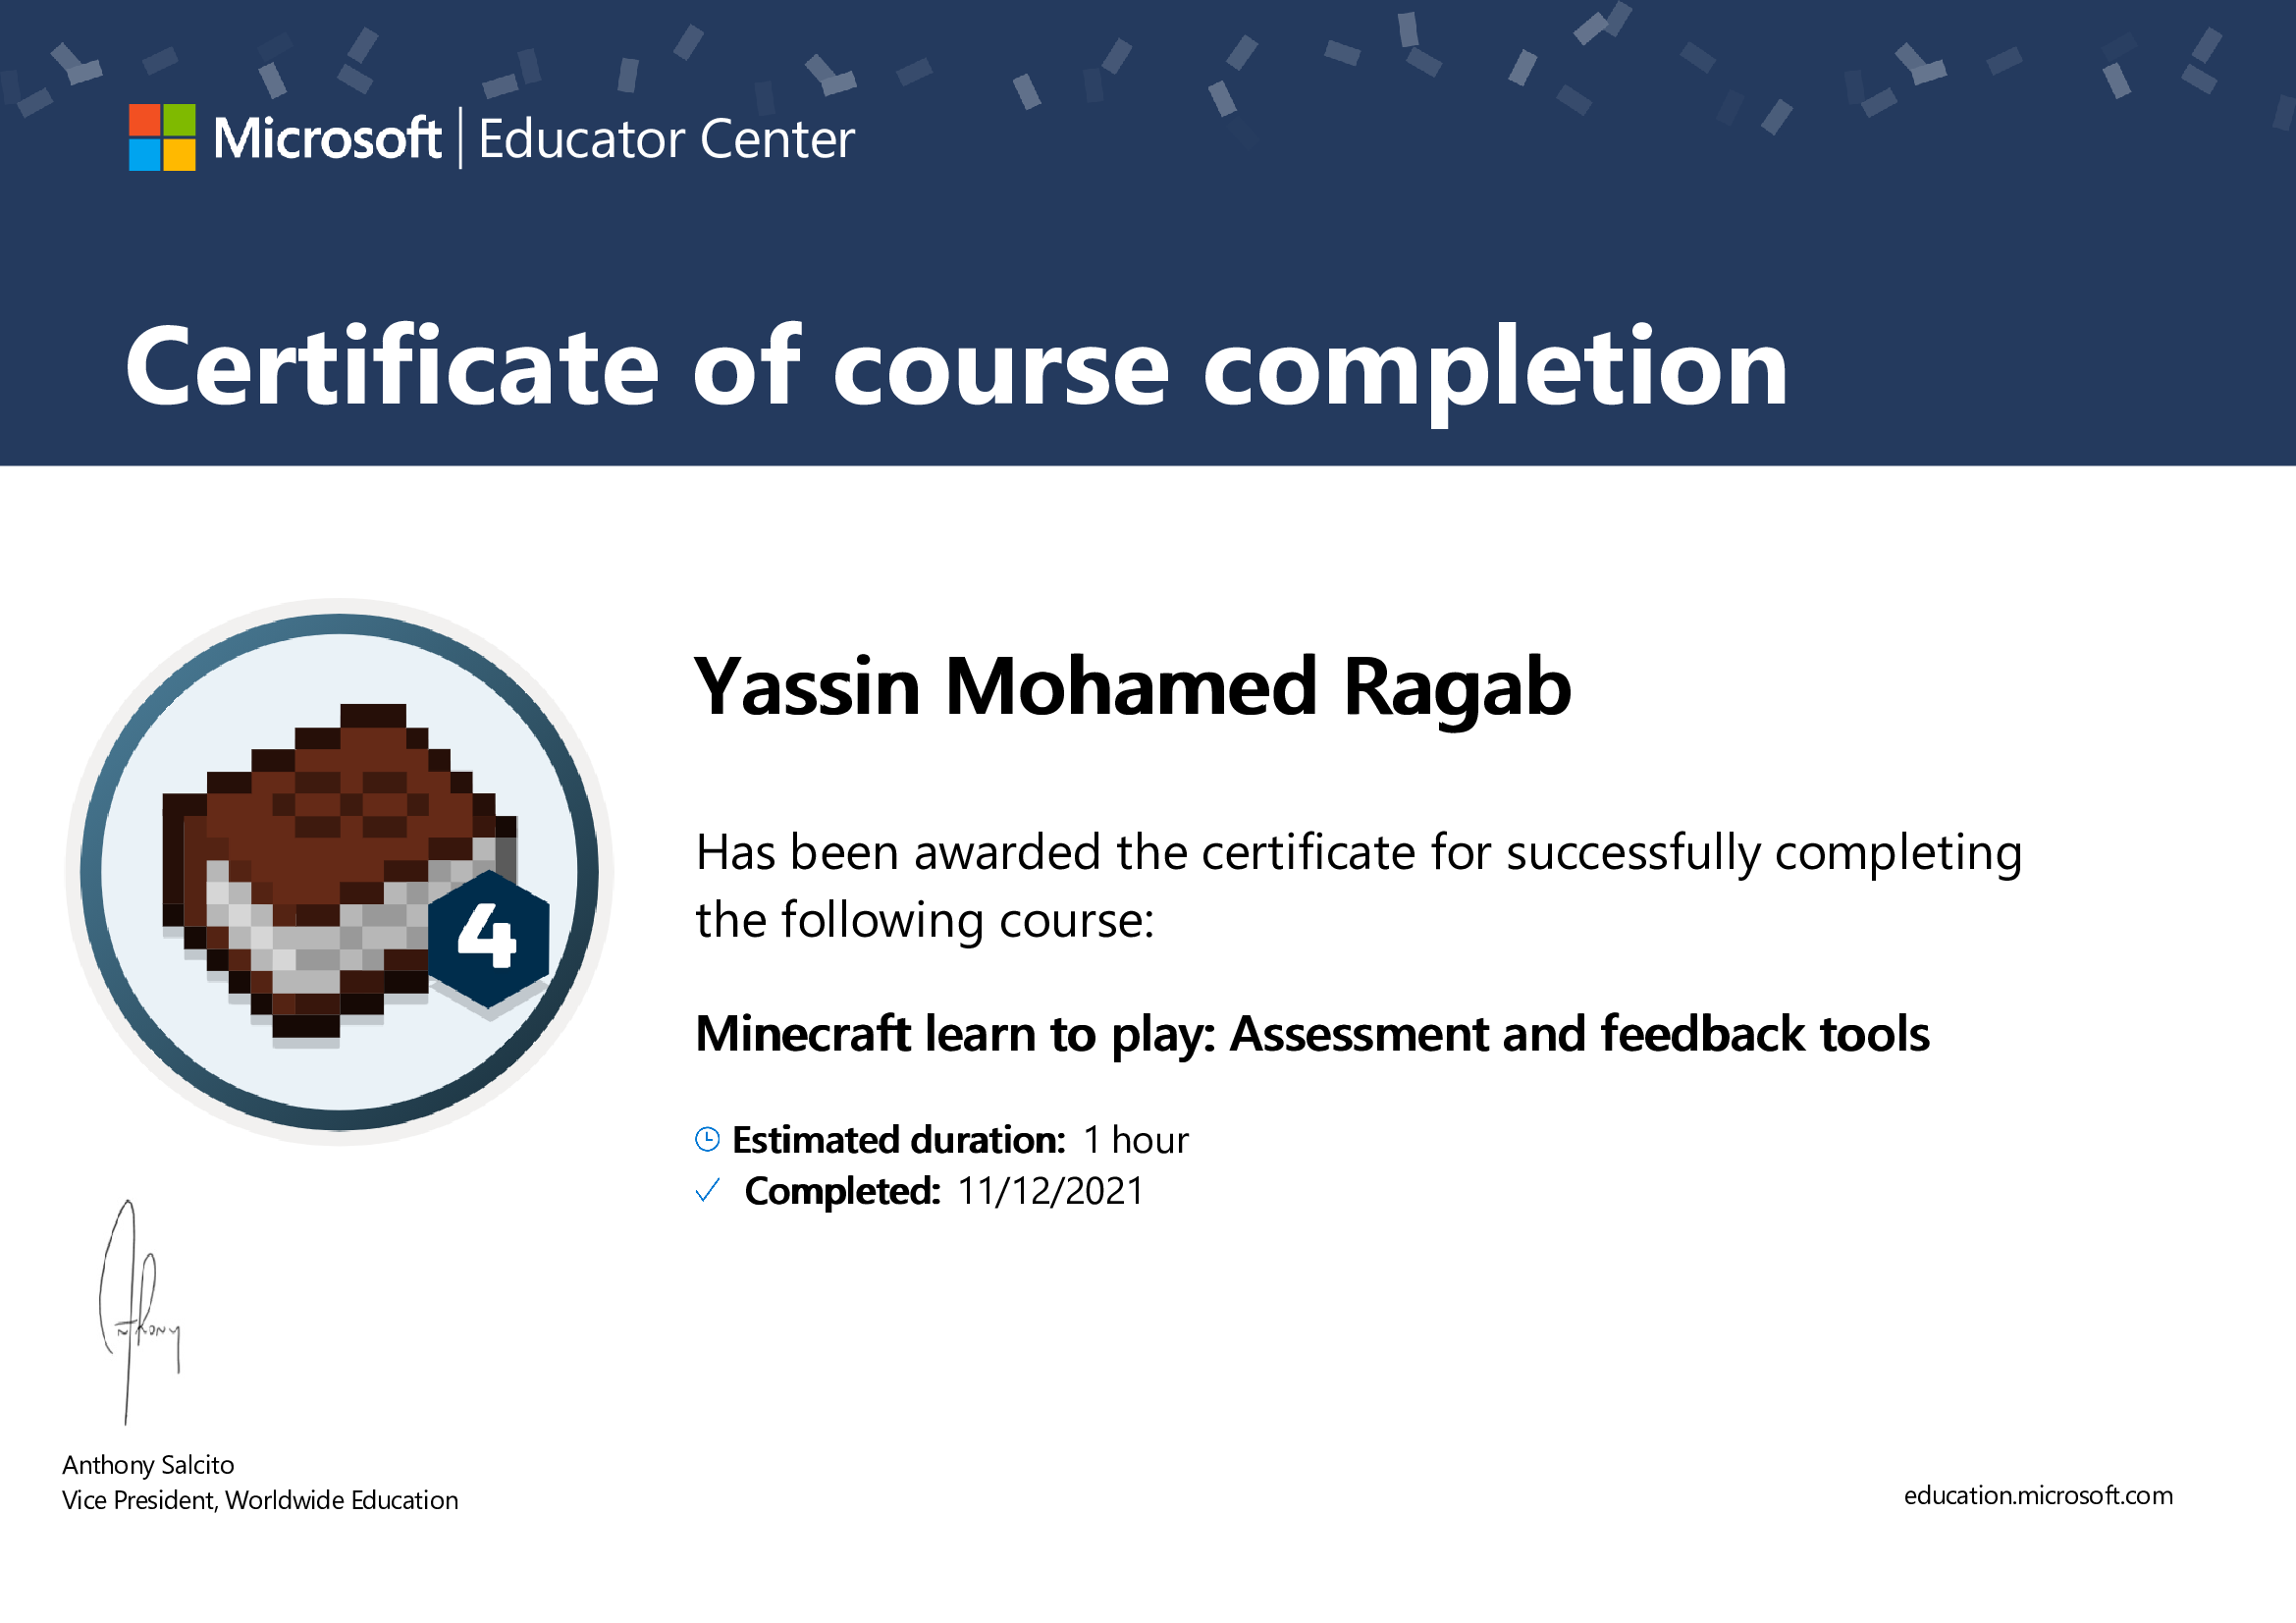 Microsoft | Educator Center
Certificate of course completion
Yassin Mohamed Ragab
Has been awarded the certificate for successfully completing
the following course:
Minecraft learn to play: Assessment and feedback tools
4
Estimated duration: 1 hour
Completed: 11/12/2021
Anthony
Anthony Salcito
Vice President, Worldwide Education
education.microsoft.com